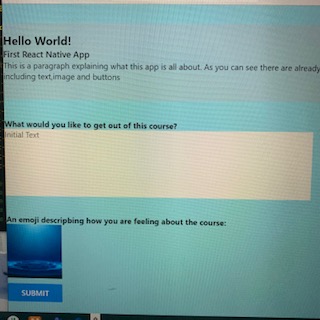 Hello World!
First React Native App
This is a paragraph explaining what this app is all about. As you can see there are already
including text,image and buttons
What would you like to get out of this course?
Initial Text
An emoji descripbing how you are feeling about the course:
SUBMIT